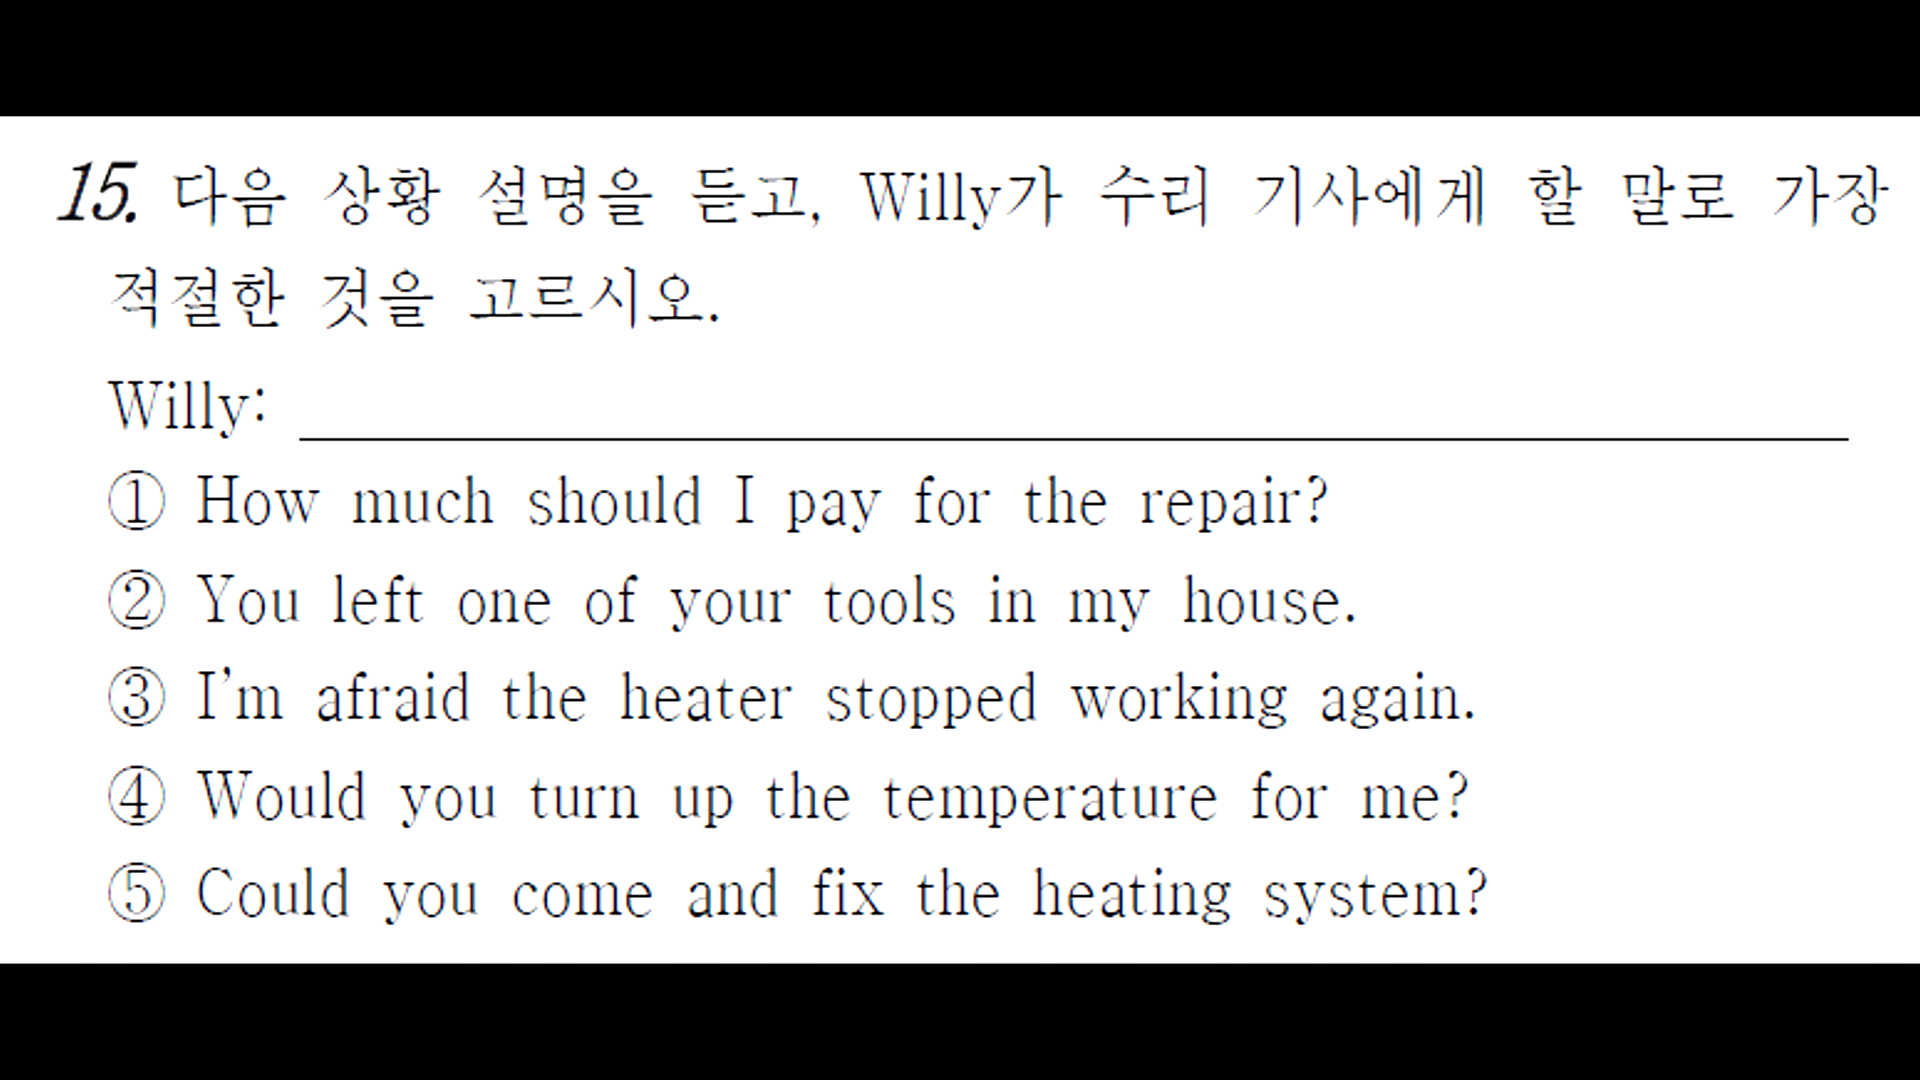 15. 다음 상황 설명을 듣고, Willy가 수리 기사에게 할 말로 가장
적절한 것을 고르시오.
Willy:
① How much should I pay for the repair?
② You left one of your tools in my house.
③ I'm afraid the heater stopped working again.
④ Would you turn up the temperature for me?
⑤ Could you come and fix the heating system?